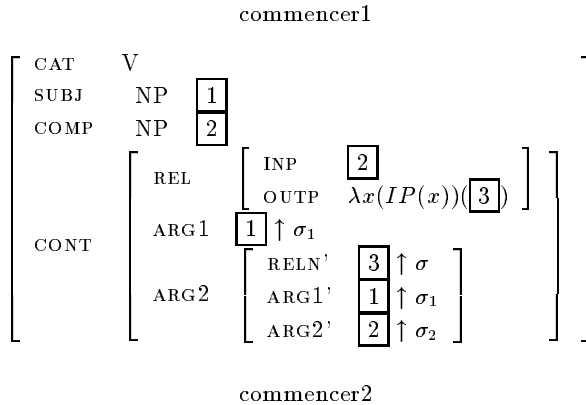 commencer1
CAT V
SUBJ NP 1
COMP NP 2
CONT
REL
INP 2
OUTP λx(IP(x))(3)
ARG1 1 ↑ σ₁
ARG2
RELN' 3 ↑ σ
ARG1' 1 ↑ σ₁
ARG2' 2 ↑ σ₂
commencer2